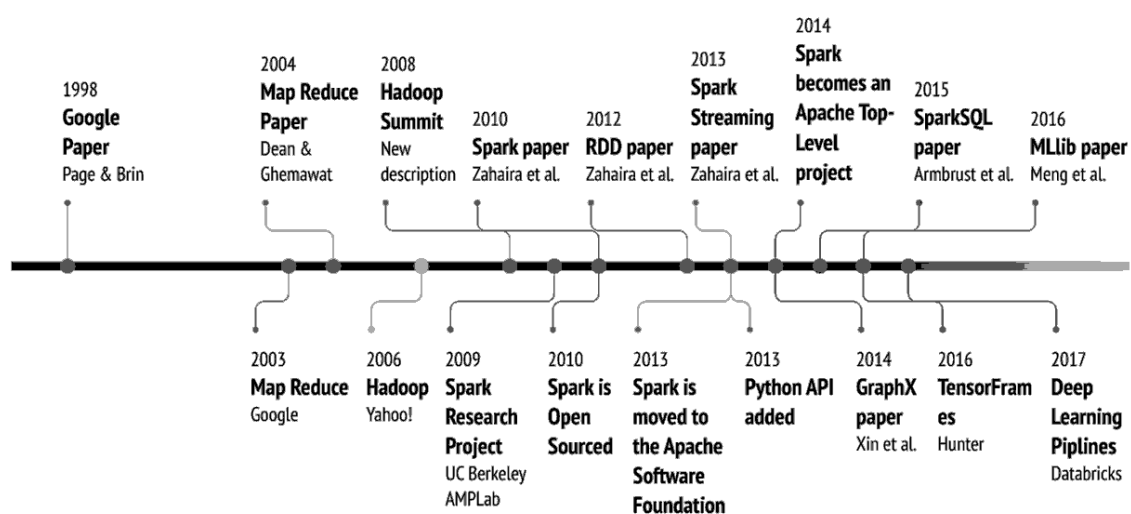 1998
Google
Paper
Page & Brin
2004
Map Reduce
Paper
Dean &
Ghemawat
2008
Hadoop
Summit
New
description
2010
Spark paper
Zahaira et al.
2012
RDD paper
Zahaira et al.
2013
Spark
Streaming
paper
Zahaira et al.
2014
Spark
becomes an
Apache Top-
Level
project
2015
SparkSQL
paper
Armbrust et al.
2016
MLlib paper
Meng et al.
2003
Map Reduce
Google
2006
Hadoop
Yahoo!
2009
Spark
Research
Project
UC Berkeley
AMPLab
2010
Spark is
Open
Sourced
2013
Spark is
moved to
the Apache
Software
Foundation
2013
Python API
added
2014
GraphX
paper
Xin et al.
2016
TensorFram
es
Hunter
2017
Deep
Learning
Piplines
Databricks